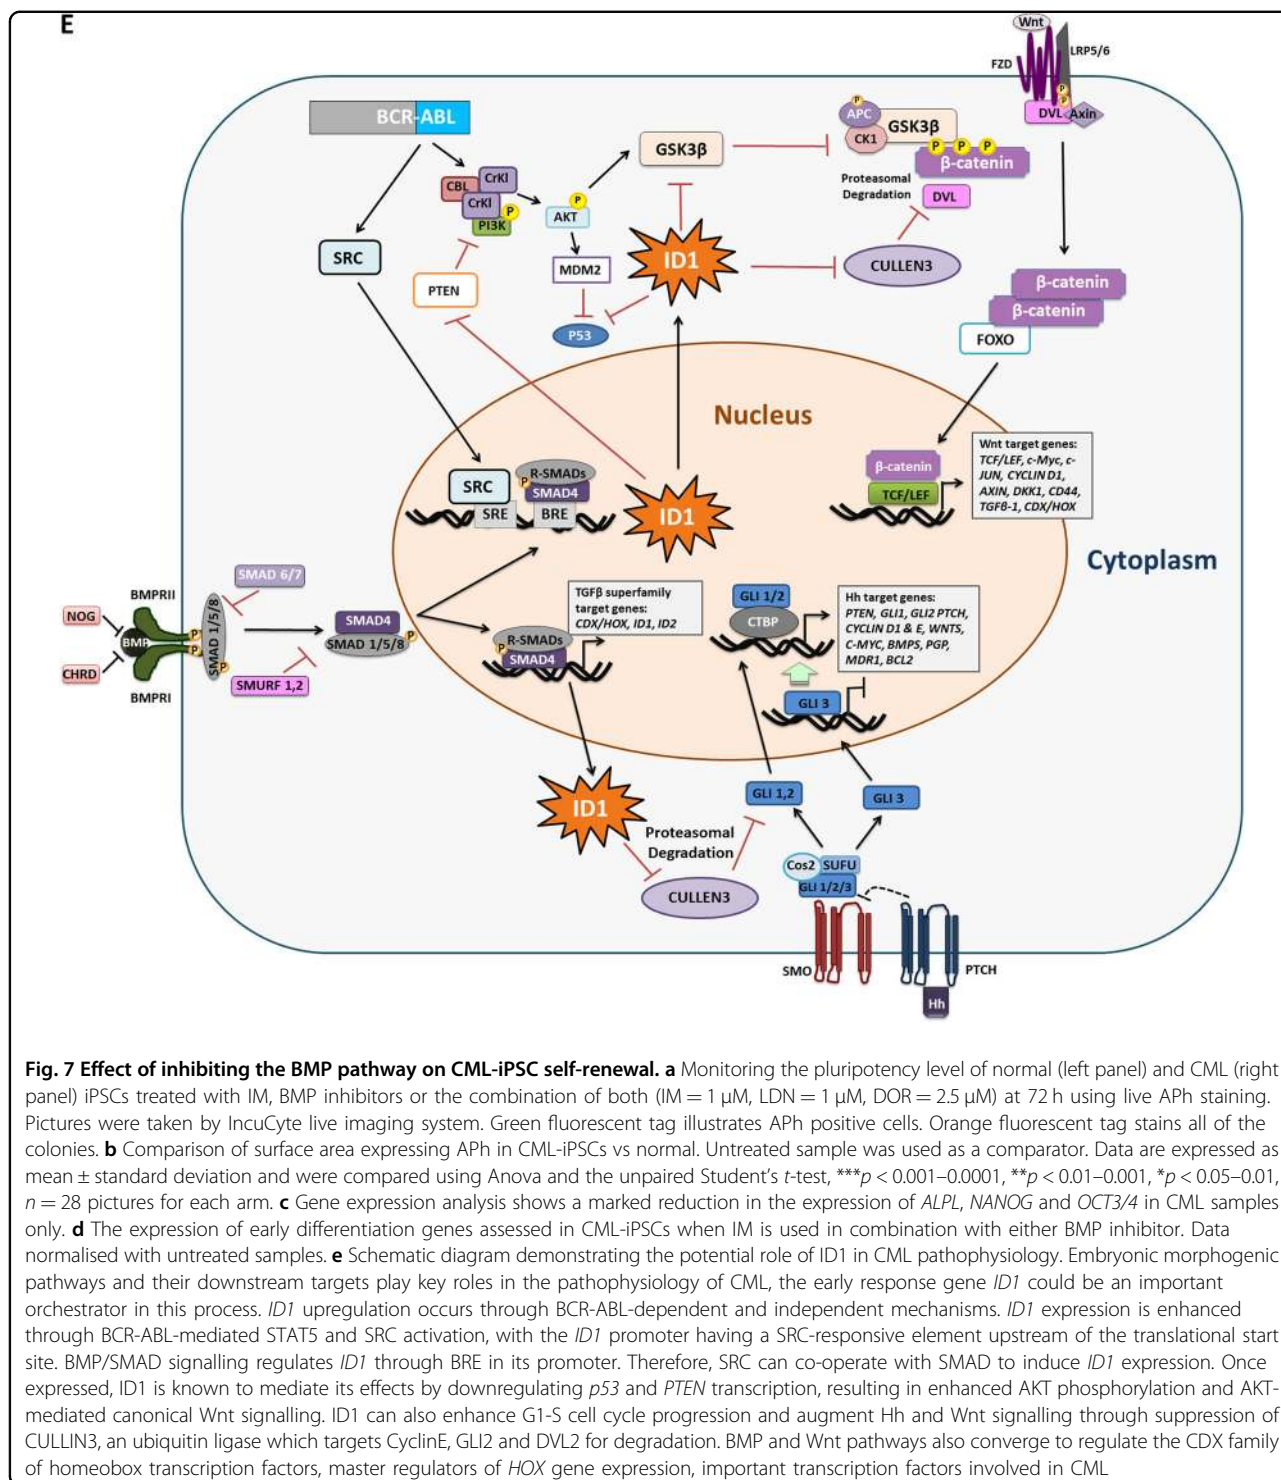 E
Wnt
LRP5/6
FZD
P
P
DVL
Axin
BCR-ABL
P
APC
GSK3β
CK1
P P P
β-catenin
GSK3β
CBL
CrKl
CrKl
P
PI3K
P
AKT
Proteasomal
Degradation
DVL
SRC
PTEN
MDM2
P53
ID1
CULLEN3
β-catenin
β-catenin
FOXO
Nucleus
Cytoplasm
SRC
SRE
R-SMADs
P
SMAD4
BRE
ID1
β-catenin
TCF/LEF
Wnt target genes:
TCF/LEF, c-Myc, c-
JUN, CYCLIN D1,
AXIN, DKK1, CD44,
TGFβ-1, CDX/HOX
SMAD 6/7
BMPRII
NOG
BMP
CHRD
BMPRI
P
P
P
SMAD 1/5/8
SMURF 1,2
SMAD4
SMAD 1/5/8
P
TGFβ superfamily
target genes:
CDX/HOX, ID1, ID2
R-SMADs
P
SMAD4
GLI 1/2
CTBP
Hh target genes:
PTEN, GLI1, GLI2 PTCH,
CYCLIN D1 & E, WNTS,
C-MYC, BMPS, PGP,
MDR1, BCL2
GLI 3
ID1
Proteasomal
Degradation
CULLEN3
GLI 1,2
GLI 3
Cos2
SUFU
GLI 1/2/3
SMO
PTCH
Hh
Fig. 7 Effect of inhibiting the BMP pathway on CML-iPSC self-renewal. a Monitoring the pluripotency level of normal (left panel) and CML (right
panel) iPSCs treated with IM, BMP inhibitors or the combination of both (IM = 1 µM, LDN = 1 µM, DOR = 2.5 µM) at 72 h using live APh staining.
Pictures were taken by IncuCyte live imaging system. Green fluorescent tag illustrates APh positive cells. Orange fluorescent tag stains all of the
colonies. b Comparison of surface area expressing APh in CML-iPSCs vs normal. Untreated sample was used as a comparator. Data are expressed as
mean ± standard deviation and were compared using Anova and the unpaired Student's t-test, ***p < 0.001–0.0001, **p < 0.01–0.001, *p < 0.05–0.01,
n = 28 pictures for each arm. c Gene expression analysis shows a marked reduction in the expression of ALPL, NANOG and OCT3/4 in CML samples
only. d The expression of early differentiation genes assessed in CML-iPSCs when IM is used in combination with either BMP inhibitor. Data
normalised with untreated samples. e Schematic diagram demonstrating the potential role of ID1 in CML pathophysiology. Embryonic morphogenic
pathways and their downstream targets play key roles in the pathophysiology of CML, the early response gene ID1 could be an important
orchestrator in this process. ID1 upregulation occurs through BCR-ABL-dependent and independent mechanisms. ID1 expression is enhanced
through BCR-ABL-mediated STAT5 and SRC activation, with the ID1 promoter having a SRC-responsive element upstream of the translational start
site. BMP/SMAD signalling regulates ID1 through BRE in its promoter. Therefore, SRC can co-operate with SMAD to induce ID1 expression. Once
expressed, ID1 is known to mediate its effects by downregulating p53 and PTEN transcription, resulting in enhanced AKT phosphorylation and AKT-
mediated canonical Wnt signalling. ID1 can also enhance G1-S cell cycle progression and augment Hh and Wnt signalling through suppression of
CULLIN3, an ubiquitin ligase which targets CyclinE, GLI2 and DVL2 for degradation. BMP and Wnt pathways also converge to regulate the CDX family
of homeobox transcription factors, master regulators of HOX gene expression, important transcription factors involved in CML